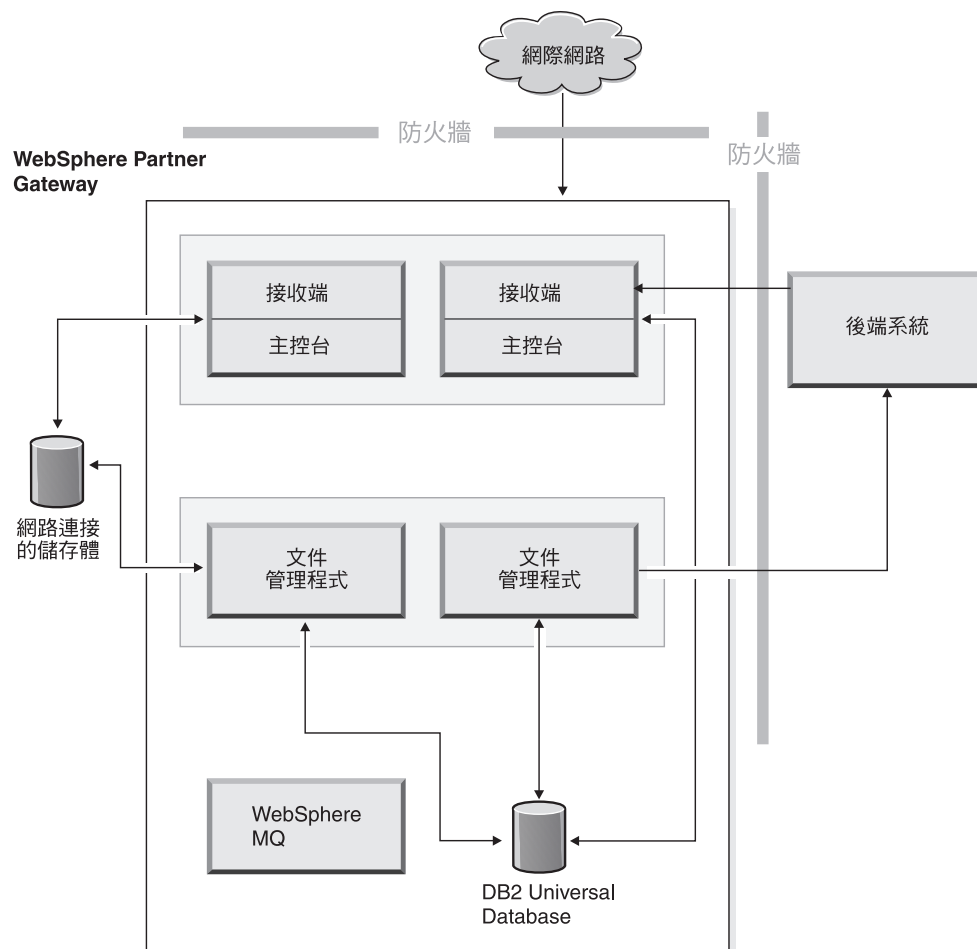 網際網路
防火牆
防火牆
WebSphere Partner
Gateway
接收端
接收端
主控台
主控台
後端系統
網路連接
的儲存體
文件
管理程式
文件
管理程式
WebSphere
MQ
DB2 Universal
Database